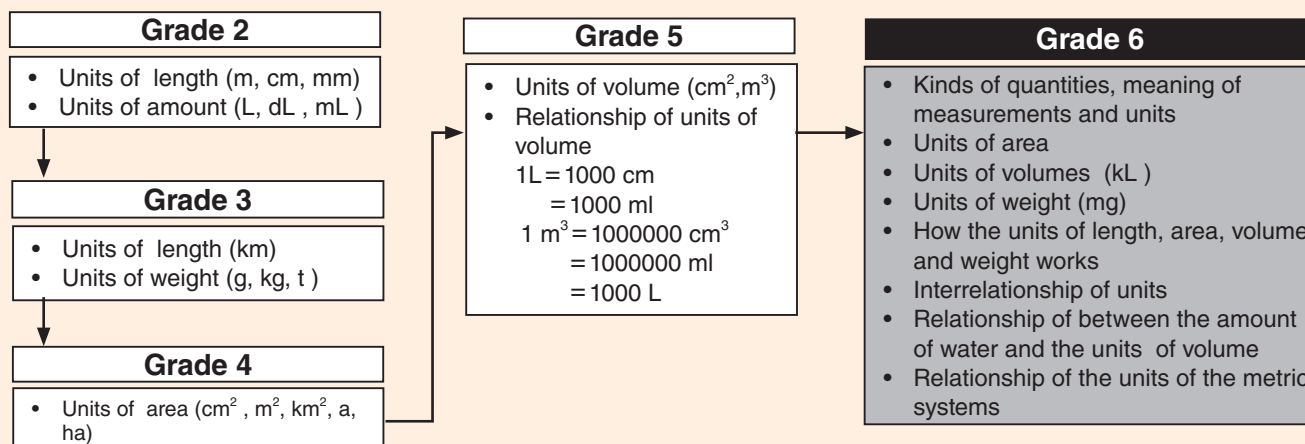 Grade 2
• Units of length (m, cm, mm)
• Units of amount (L, dL , mL )
Grade 3
• Units of length (km)
• Units of weight (g, kg, t )
Grade 4
• Units of area (cm², m², km², a,
ha)
Grade 5
• Units of volume (cm²,m³)
• Relationship of units of
volume
1L = 1000 cm
= 1000 ml
1 m³ = 1000000 cm³
= 1000000 ml
= 1000 L
Grade 6
• Kinds of quantities, meaning of
measurements and units
• Units of area
• Units of volumes (kL )
• Units of weight (mg)
• How the units of length, area, volume
and weight works
• Interrelationship of units
• Relationship of between the amount
of water and the units of volume
• Relationship of the units of the metric
systems